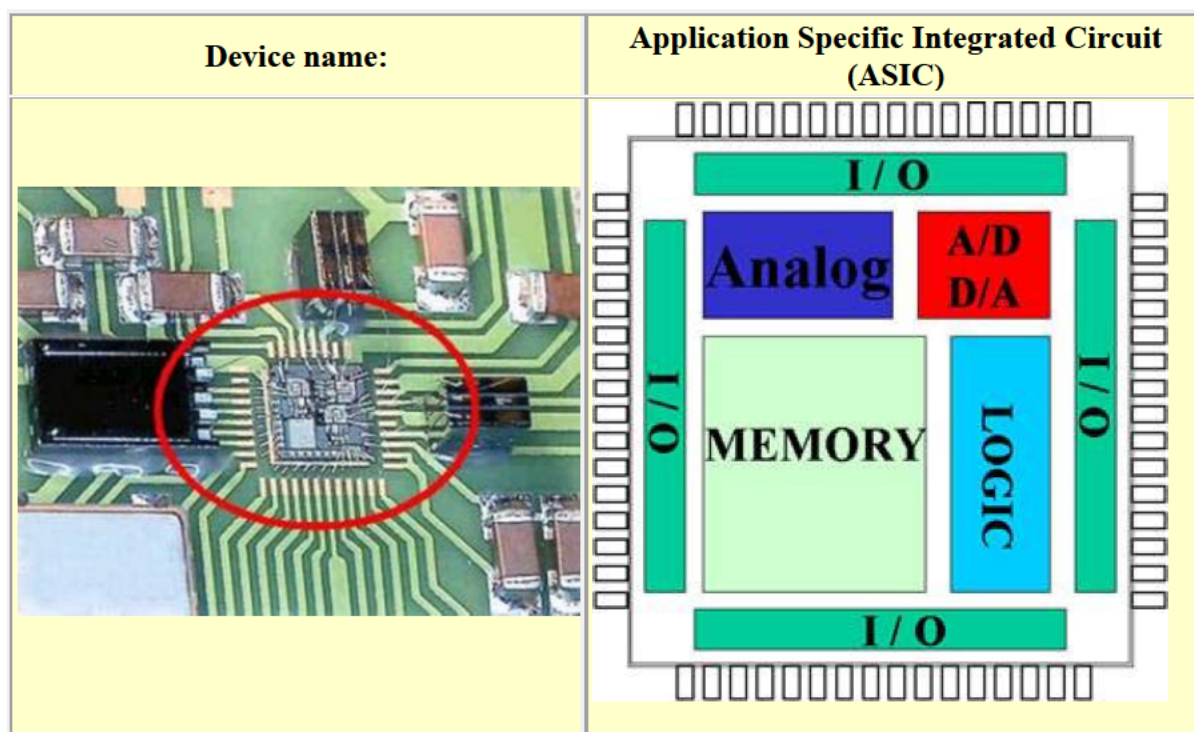 Device name:
Application Specific Integrated Circuit
(ASIC)
I / O
Analog
A/D
D/A
I / O
I / O
MEMORY
LOGIC
I / O